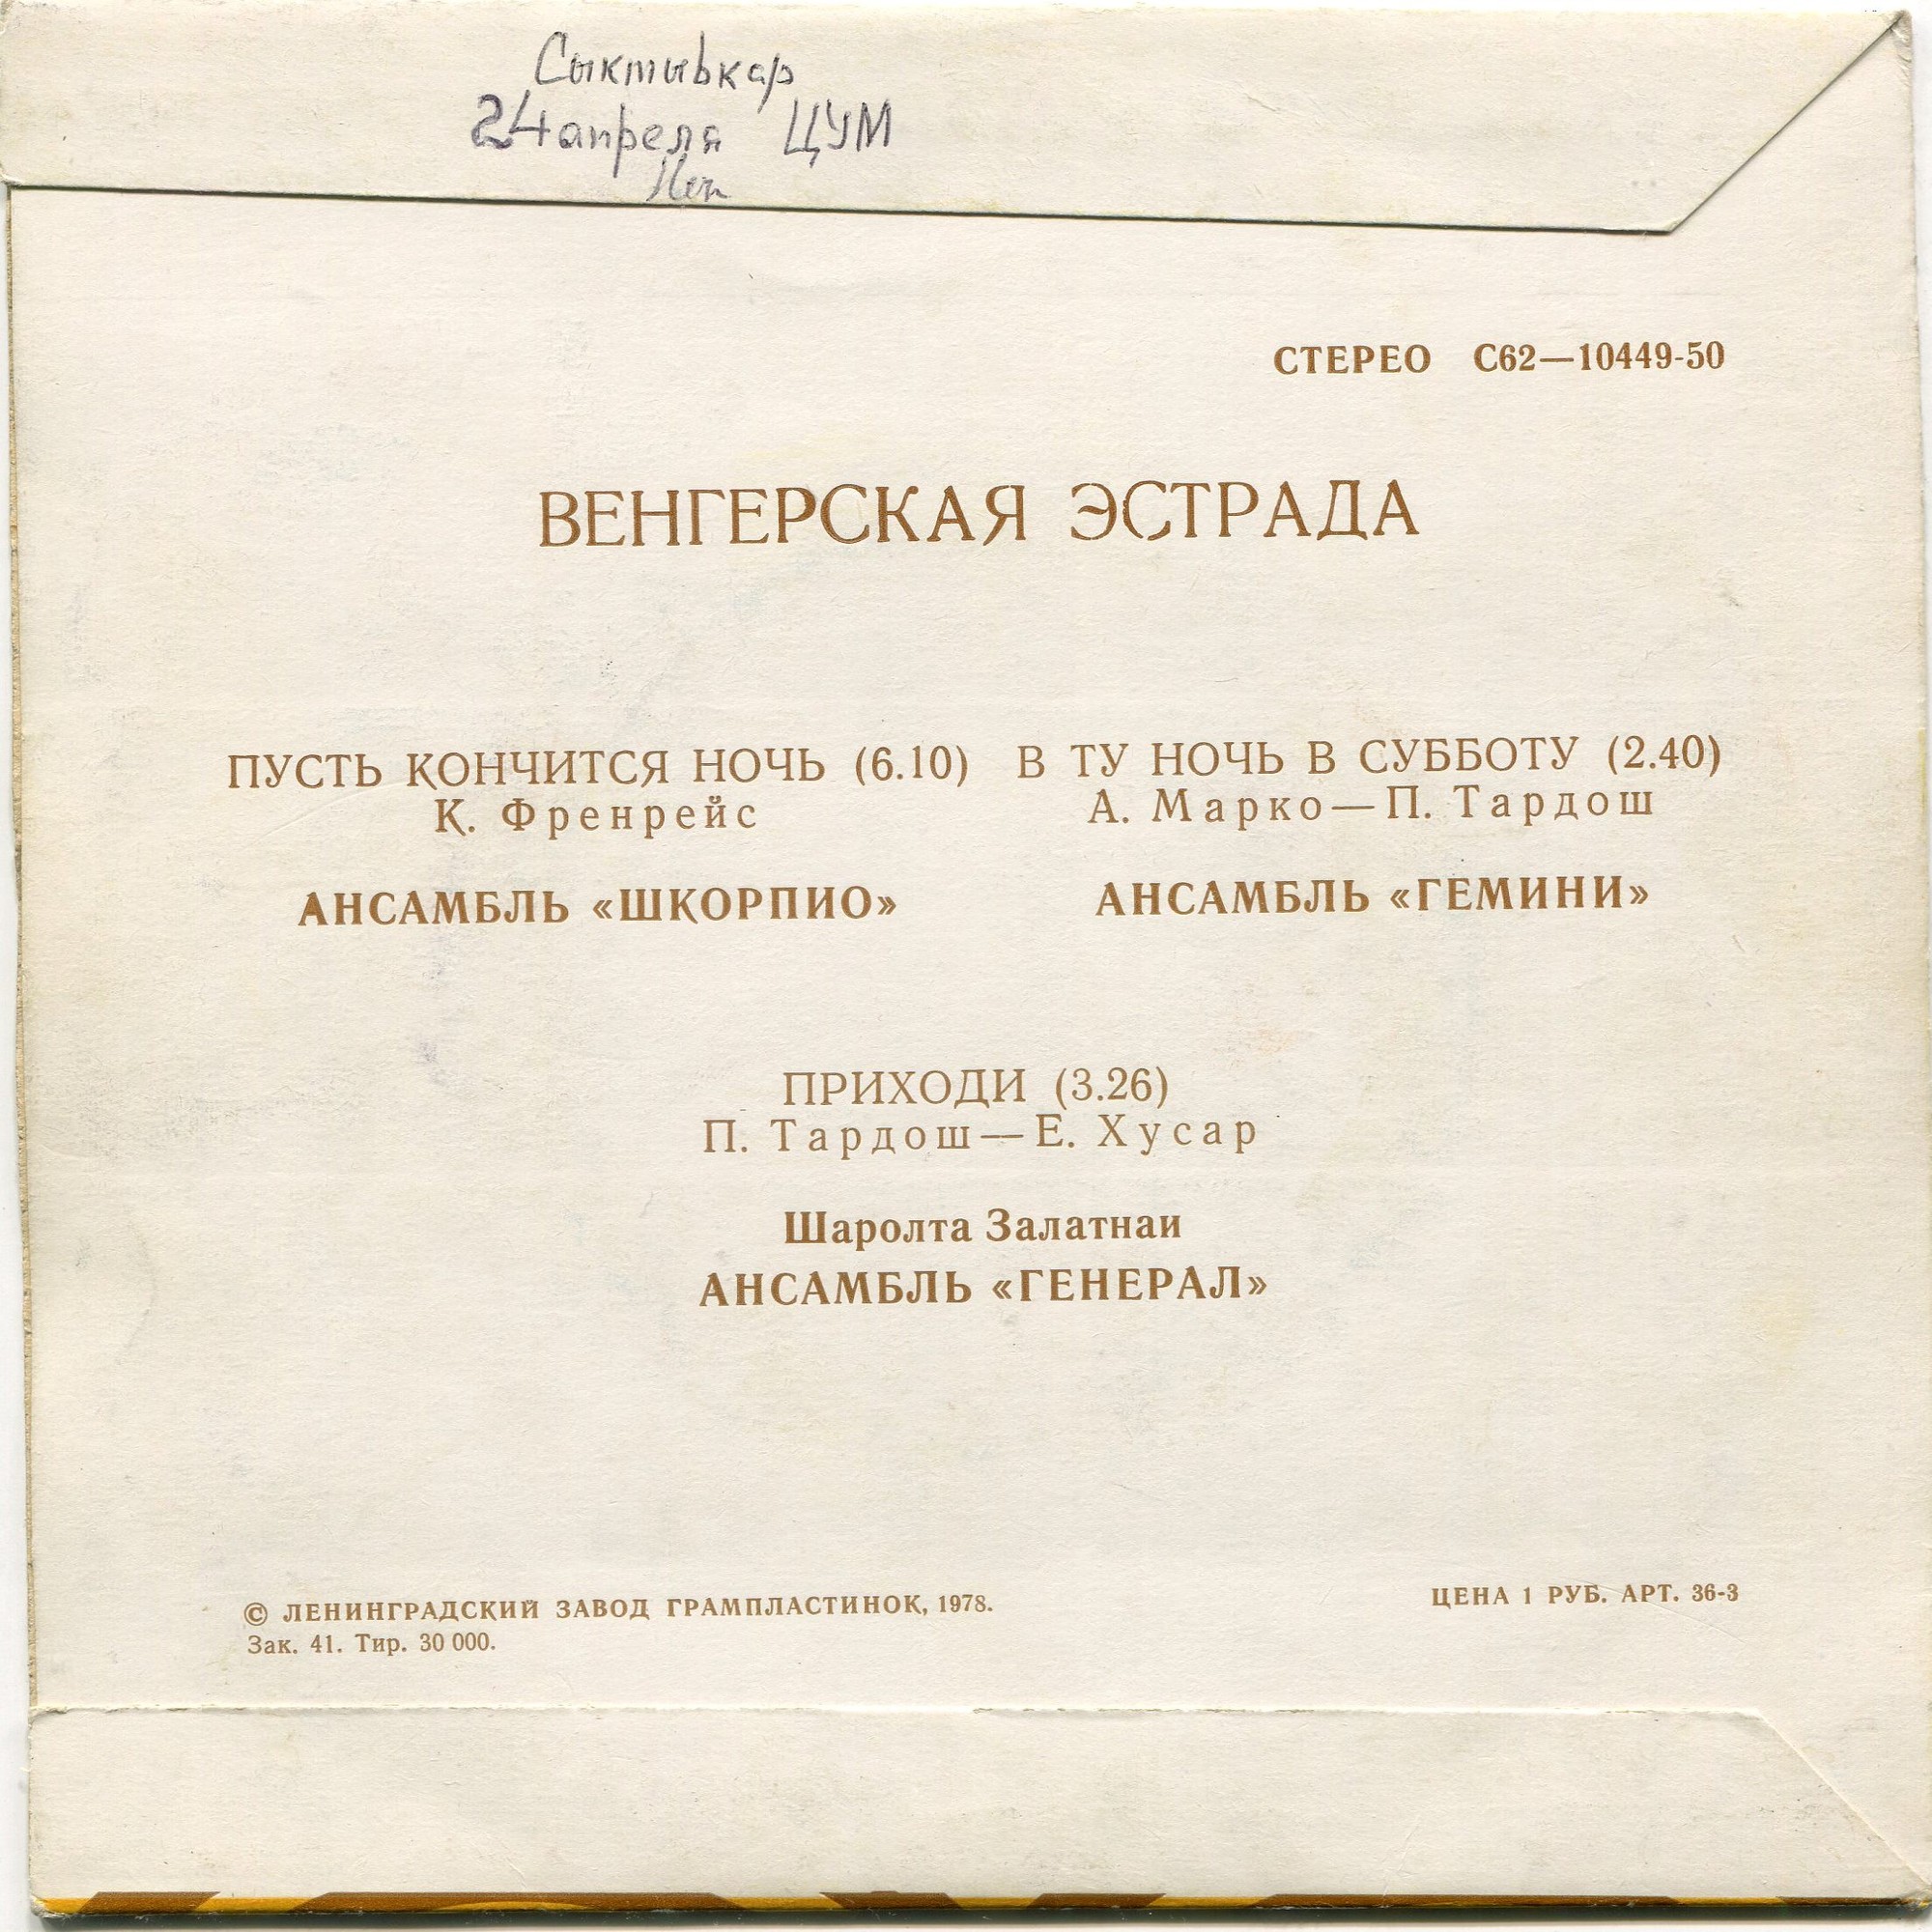 Сыктывкар
24 апреля ЦУМ
СТЕРЕО С62—10449-50
ВЕНГЕРСКАЯ ЭСТРАДА
ПУСТЬ КОНЧИТСЯ НОЧЬ (6.10)
К. Френрейс
АНСАМБЛЬ «ШКОРПИО»
В ТУ НОЧЬ В СУББОТУ (2.40)
А. Марко—П. Тардош
АНСАМБЛЬ «ГЕМИНИ»
ПРИХОДИ (3.26)
П. Тардош—Е. Хусар
Шаролта Залатнаи
АНСАМБЛЬ «ГЕНЕРАЛ»
© ЛЕНИНГРАДСКИЙ ЗАВОД ГРАМПЛАСТИНОК, 1978.
Зак. 41. Тир. 30 000.
ЦЕНА 1 РУБ. АРТ. 36-3